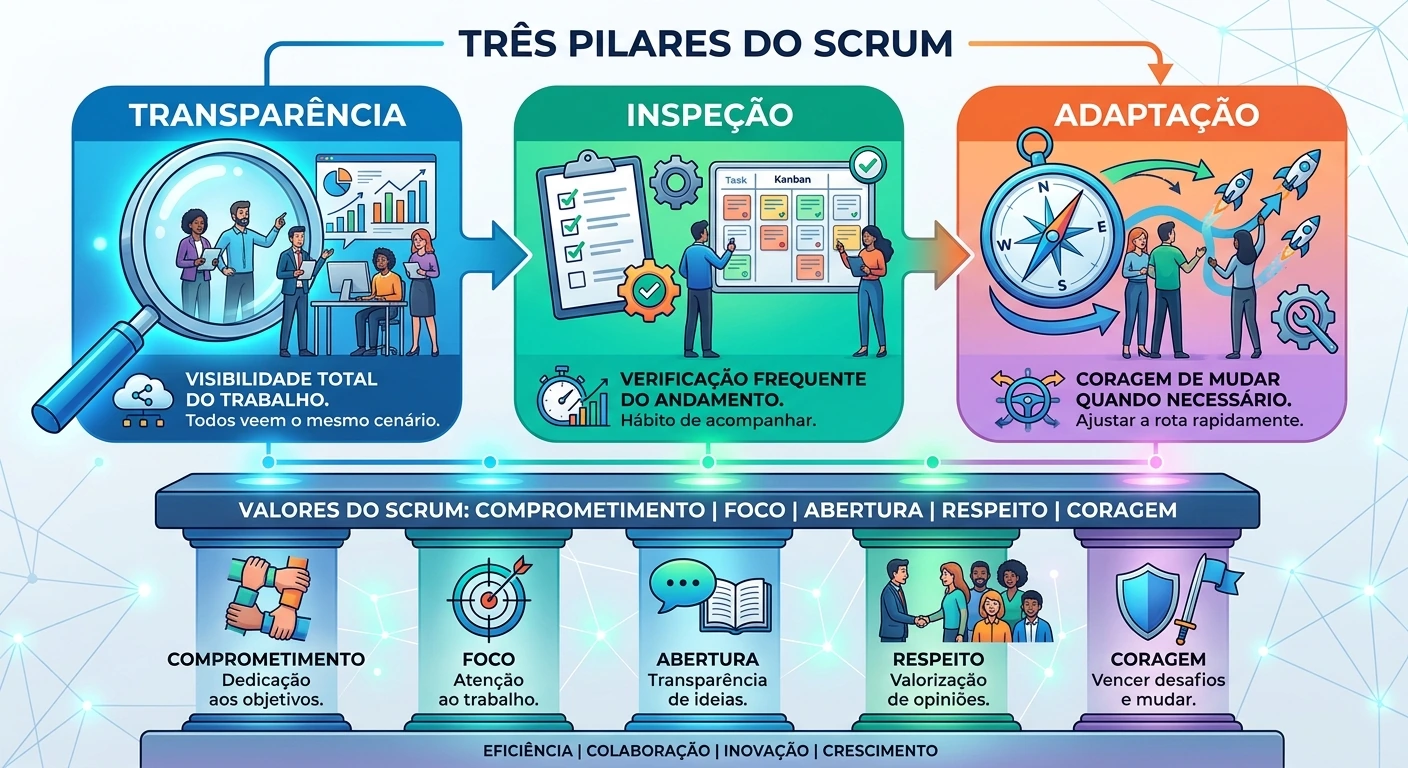 TRÊS PILARES DO SCRUM
TRANSPARÊNCIA
VISIBILIDADE TOTAL
DO TRABALHO.
Todos veem o mesmo cenário.
INSPEÇÃO
Task
Kanban
VERIFICAÇÃO FREQUENTE
DO ANDAMENTO.
Hábito de acompanhar.
ADAPTAÇÃO
N
E
S
W
CORAGEM DE MUDAR
QUANDO NECESSÁRIO.
Ajustar a rota rapidamente.
VALORES DO SCRUM: COMPROMETIMENTO | FOCO | ABERTURA | RESPEITO | CORAGEM
COMPROMETIMENTO
Dedicação
aos objetivos.
FOCO
Atenção
ao trabalho.
ABERTURA
Transparência
de ideias.
RESPEITO
Valorização
de opiniões.
CORAGEM
Vencer desafios
e mudar.
EFICIÊNCIA | COLABORAÇÃO | INOVAÇÃO | CRESCIMENTO